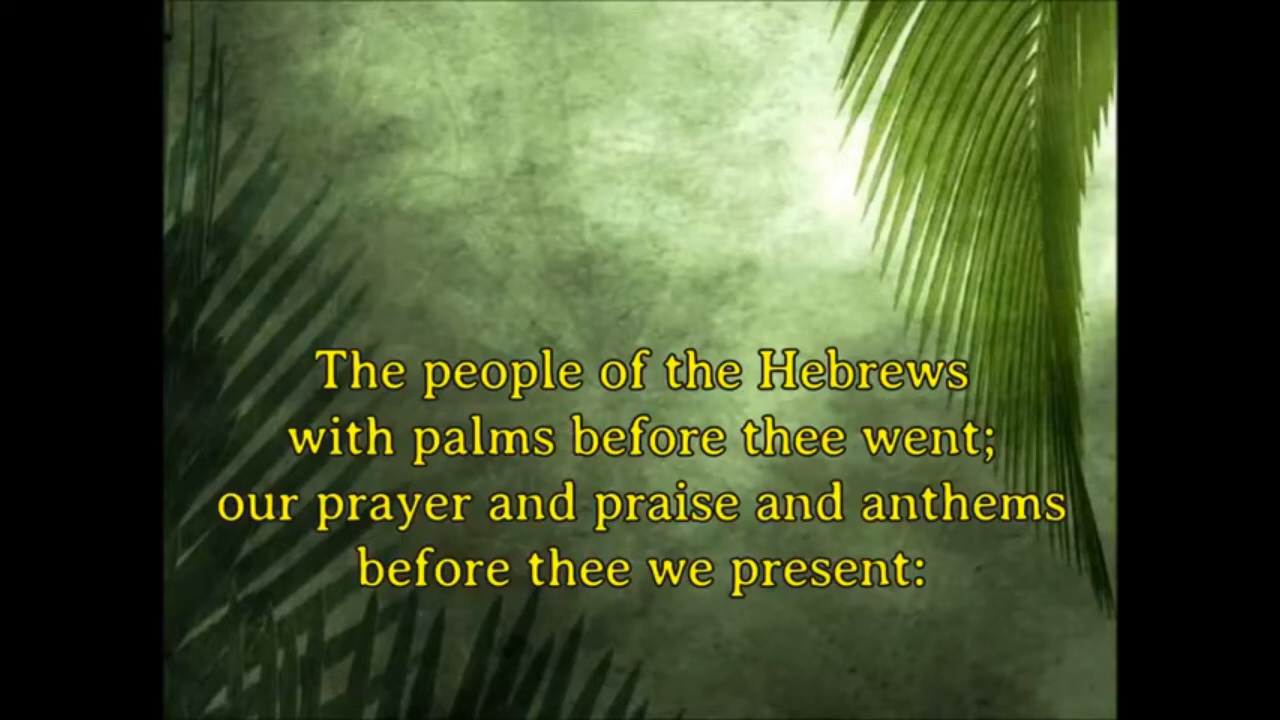 The people of the Hebrews
with palms before thee went;
our prayer and praise and anthems
before thee we present: